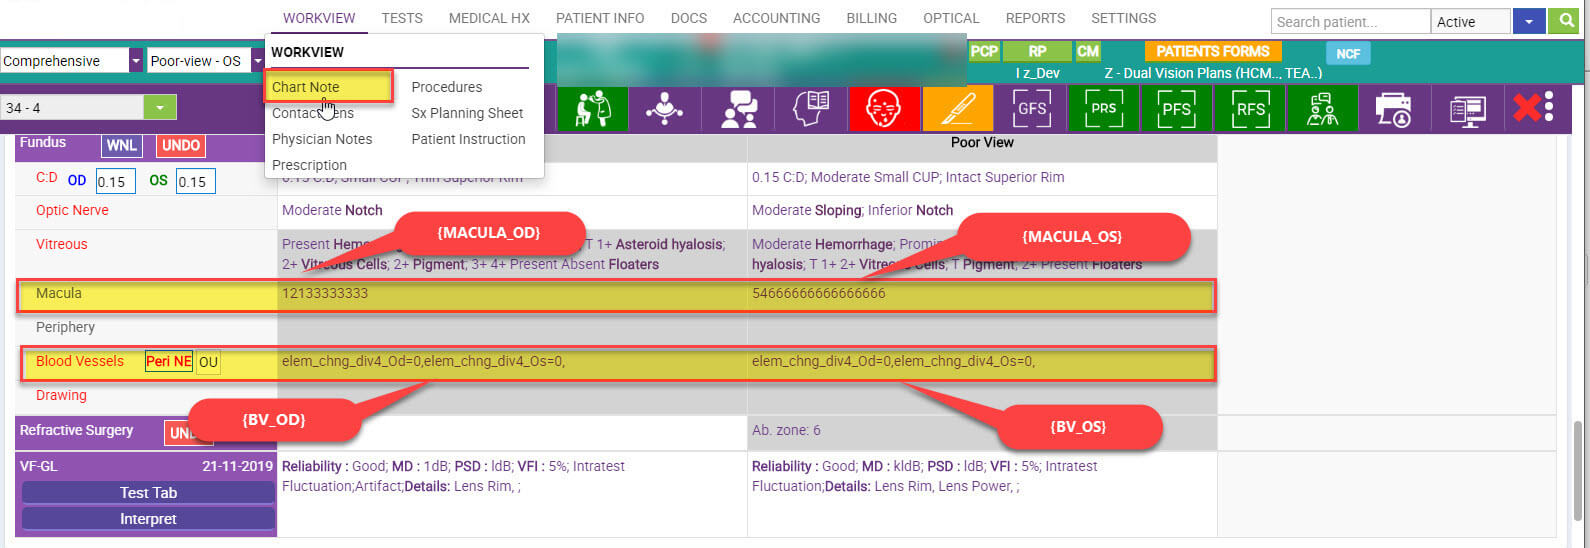 WORKVIEW TESTS MEDICAL HX PATIENT INFO DOCS ACCOUNTING BILLING OPTICAL REPORTS SETTINGS Search patient... Active
WORKVIEW
Comprehensive Poor-view - OS PCP RP CM PATIENTS FORMS NCF
I z_Dev Z - Dual Vision Plans (HCM.., TEA..)
Chart Note Procedures
34 - 4 GFS PRS PFS RFS
Contact Lens Sx Planning Sheet
Physician Notes Patient Instruction
Prescription
Fundus WNL UNDO Poor View
C:D OD 0.15 OS 0.15 0.15 C:D; Small CUP; Thin Superior Rim 0.15 C:D; Moderate Small CUP; Intact Superior Rim
Optic Nerve Moderate Notch Moderate Sloping; Inferior Notch
{MACULA_OD} {MACULA_OS}
Vitreous Present T 1+ Asteroid hyalosis; Moderate Hemorrhage;
2+ Vitreous Cells; 2+ Pigment; 3+ 4+ Present Absent Floaters hyalosis; T 1+ 2+ Vitreous Cells, T Pigment, 2+ Present Floaters
Macula 12133333333 54666666666666666
Periphery
Blood Vessels Peri NE OU elem_chng_div4_Od=0,elem_chng_div4_Os=0, elem_chng_div4_Od=0,elem_chng_div4_Os=0,
Drawing
{BV_OD} {BV_OS}
Refractive Surgery Ab. zone: 6
VF-GL 21-11-2019 Reliability : Good; MD : 1dB; PSD : ldB; VFI : 5%; Intratest Reliability : Good; MD : kldB; PSD : ldB; VFI : 5%; Intratest
Fluctuation;Artifact;Details: Lens Rim, ; Fluctuation;Details: Lens Rim, Lens Power, ;
Test Tab
Interpret